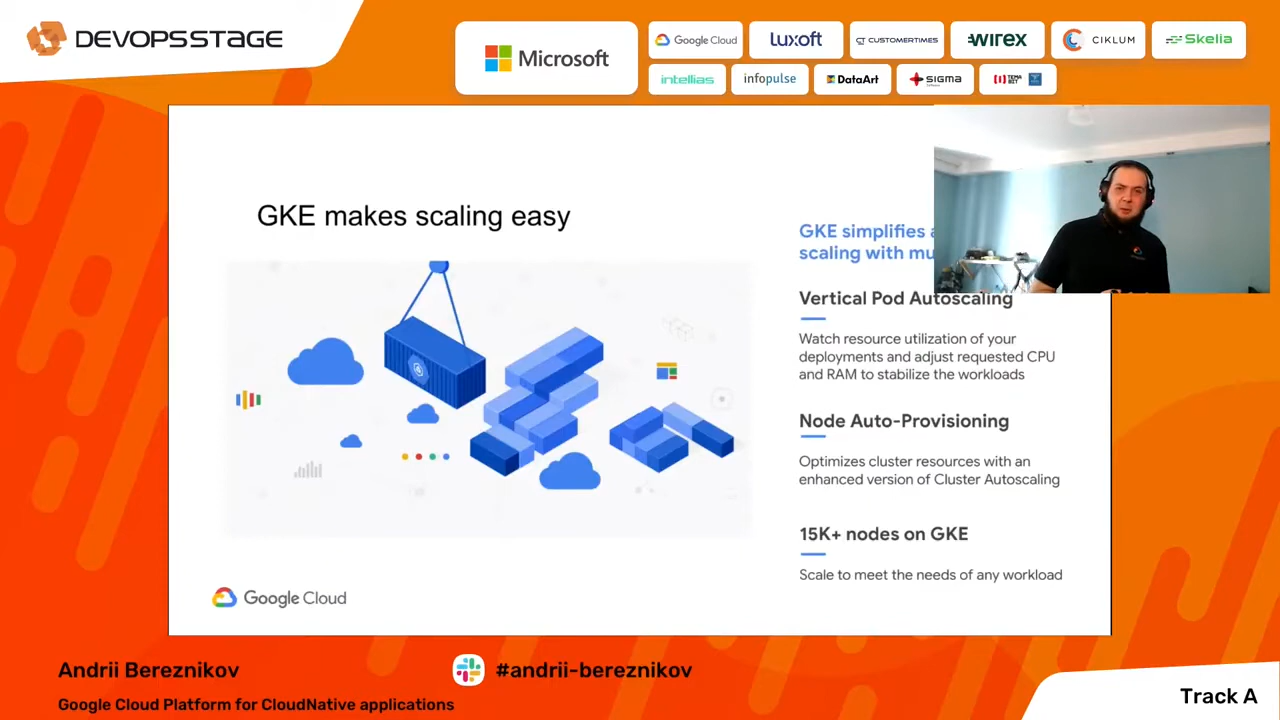 DEVOPSSTAGE
Microsoft
Google Cloud
Luxoft
CUSTOMERTIMES
WIREX
CIKLUM
Skelia
intellias
infopulse
DataArt
SIGMA
Software
TEMA
BIT
GKE makes scaling easy
GKE simplifies
scaling with mu
Vertical Pod Autoscaling
Watch resource utilization of your
deployments and adjust requested CPU
and RAM to stabilize the workloads
Node Auto-Provisioning
Optimizes cluster resources with an
enhanced version of Cluster Autoscaling
15K+ nodes on GKE
Scale to meet the needs of any workload
Google Cloud
Andrii Bereznikov
#andrii-bereznikov
Google Cloud Platform for CloudNative applications
Track A